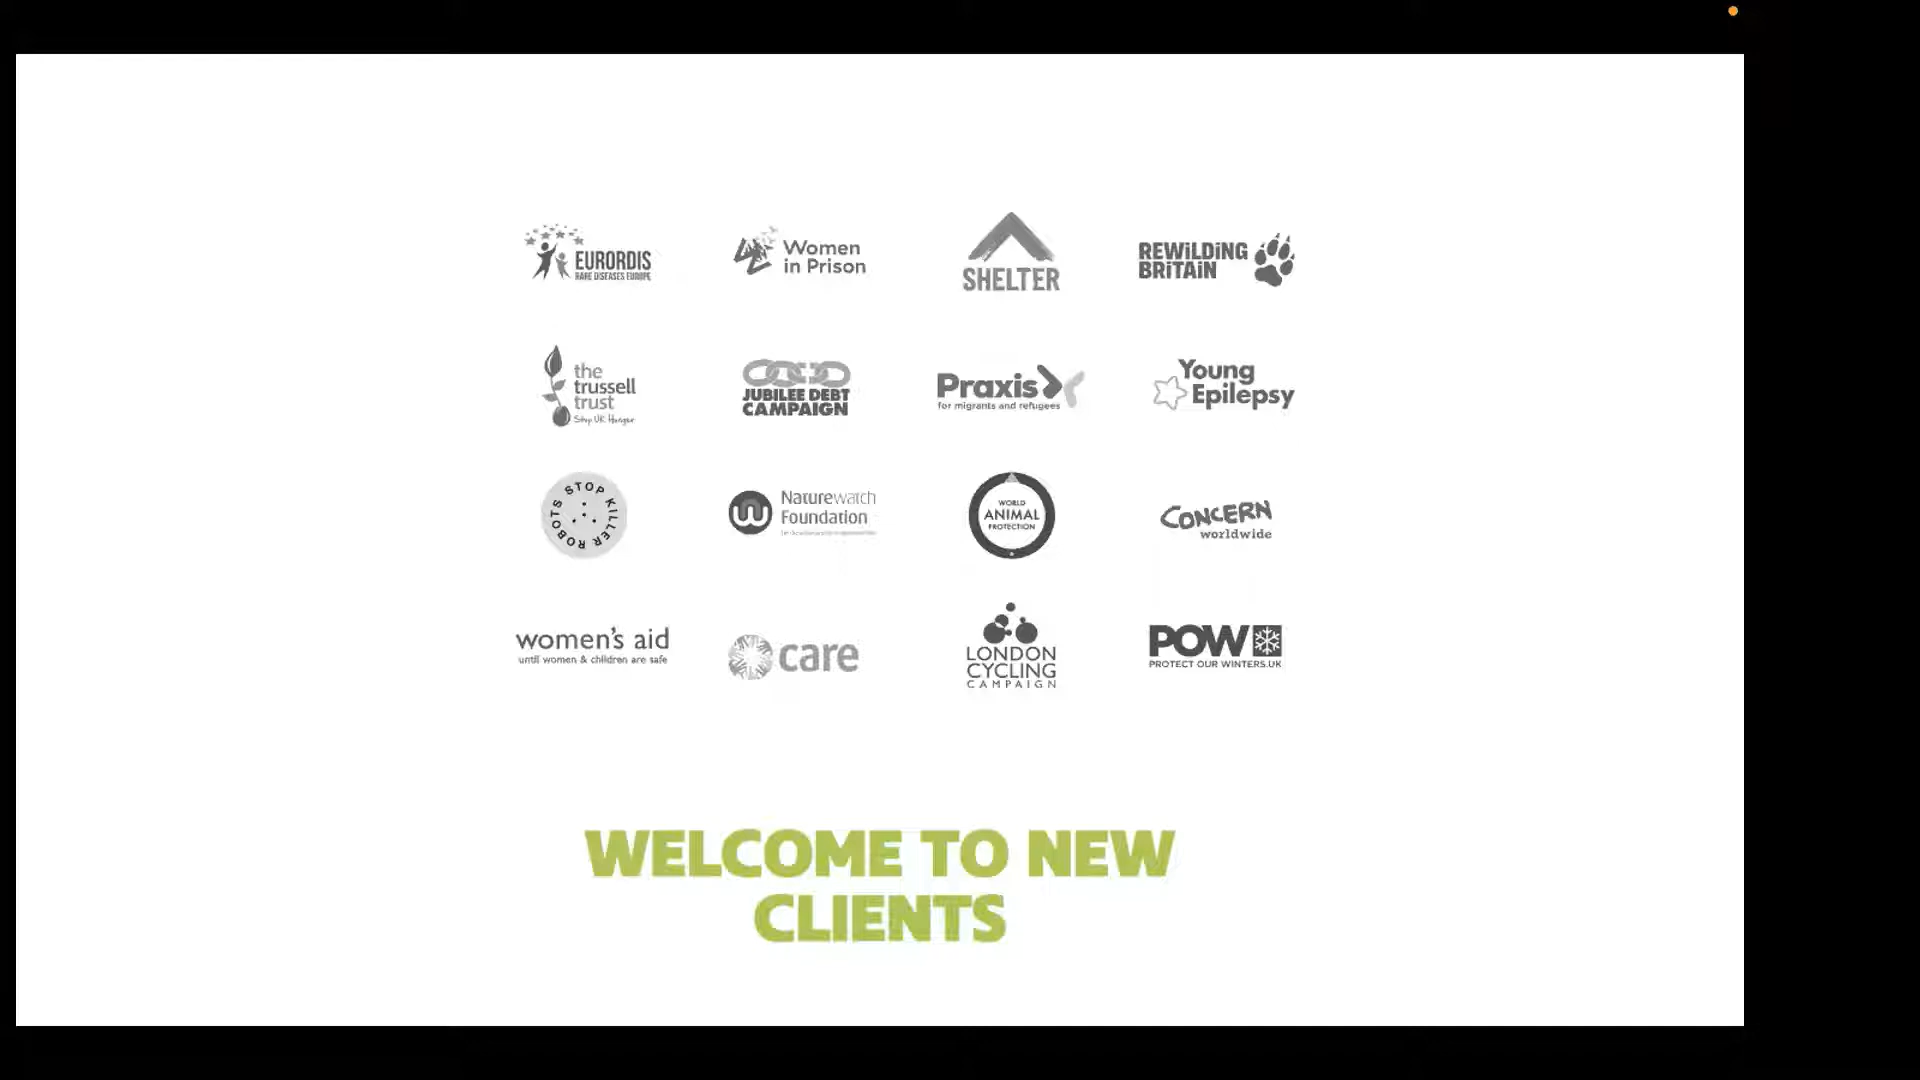 EURORDIS
RARE DISEASES EUROPE
Women
in Prison
SHELTER
REWiLDiNG
BRiTAiN
the
trussell
trust
Stop UK Hunger
JUBILEE DEBT
CAMPAIGN
Praxis
for migrants and refugees
Young
Epilepsy
STOP KILLER ROBOTS
Naturewatch
Foundation
WORLD
ANIMAL
PROTECTION
CONCERN
worldwide
women's aid
until women & children are safe
care
LONDON
CYCLING
CAMPAIGN
POW
PROTECT OUR WINTERS.UK
WELCOME TO NEW
CLIENTS